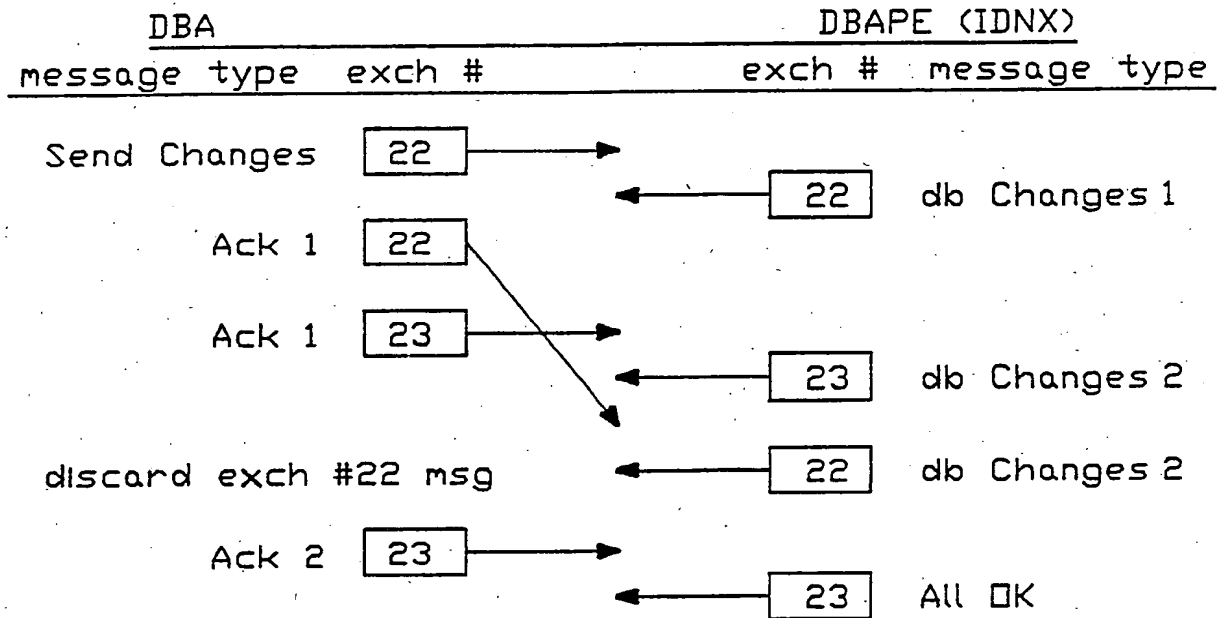 DBA DBAPE (IDNX)
message type exch # exch # message type
Send Changes 22
22 db Changes 1
Ack 1 22
Ack 1 23
23 db Changes 2
discard exch #22 msg 22 db Changes 2
Ack 2 23
23 All OK